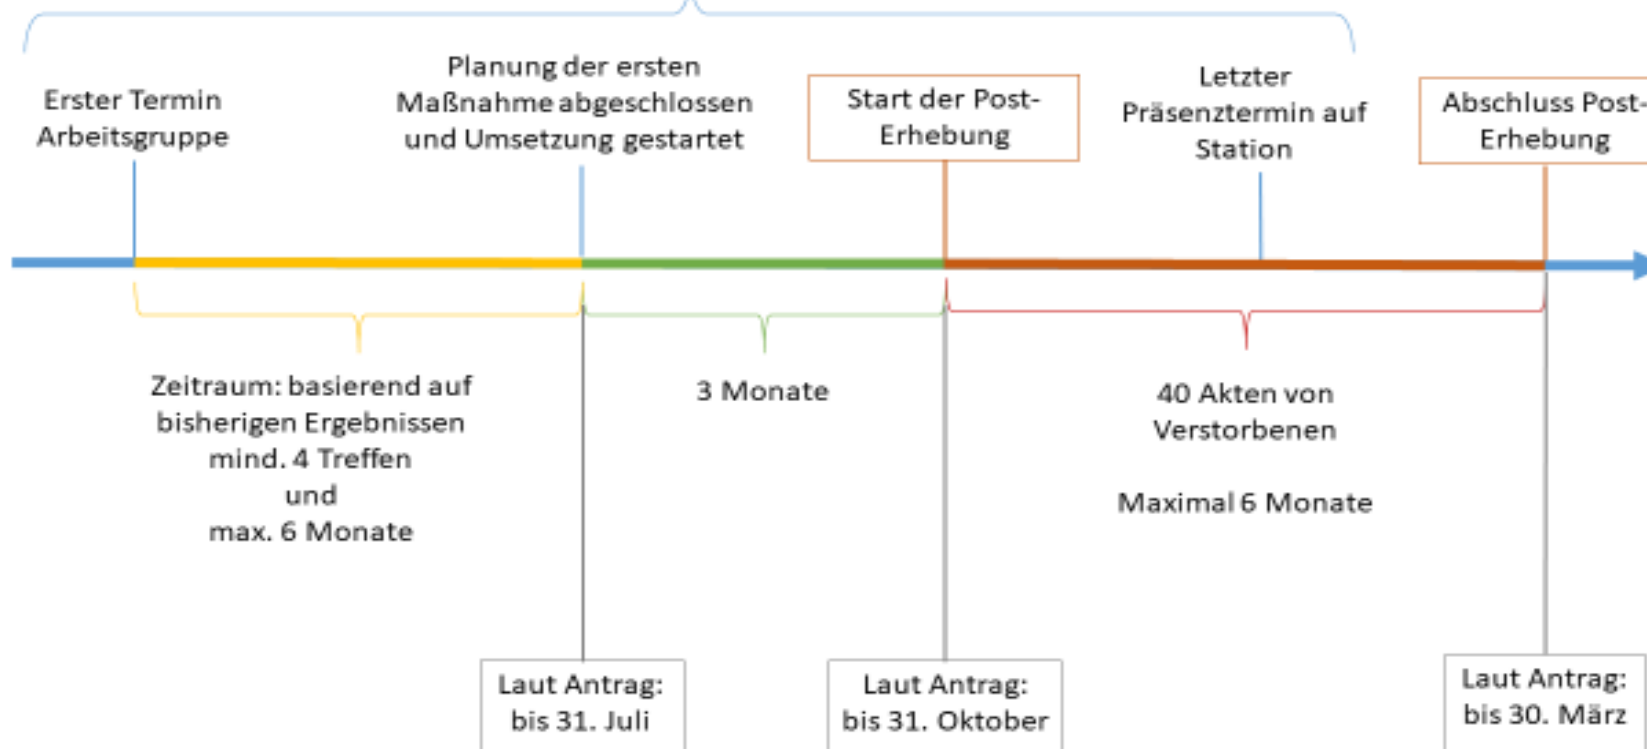 Erster Termin
Arbeitsgruppe
Planung der ersten
Maßnahme abgeschlossen
und Umsetzung gestartet
Start der Post-
Erhebung
Letzter
Präsenztermin auf
Station
Abschluss Post-
Erhebung
Zeitraum: basierend auf
bisherigen Ergebnissen
mind. 4 Treffen
und
max. 6 Monate
3 Monate
40 Akten von
Verstorbenen
Maximal 6 Monate
Laut Antrag:
bis 31. Juli
Laut Antrag:
bis 31. Oktober
Laut Antrag:
bis 30. März